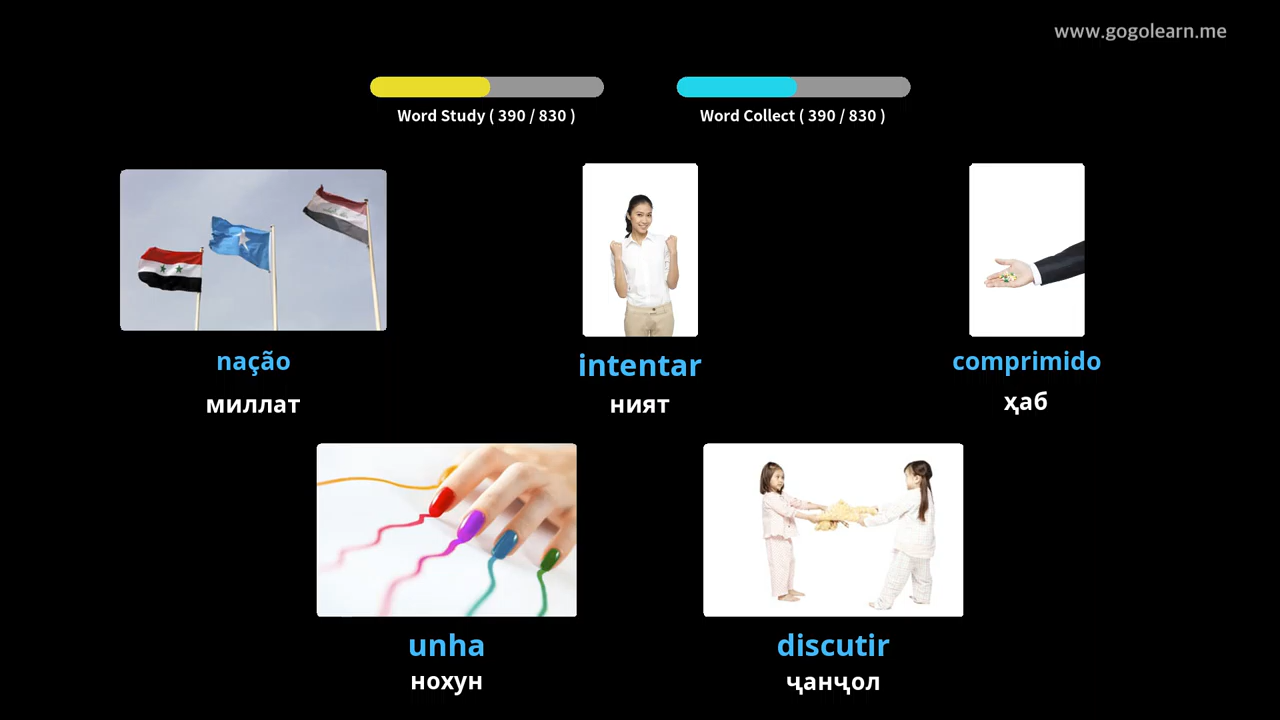 www.gogolearn.me
Word Study ( 390 / 830 )
Word Collect ( 390 / 830 )
nação
миллат
intentar
ният
comprimido
ҳаб
unha
нохун
discutir
ҷанҷол